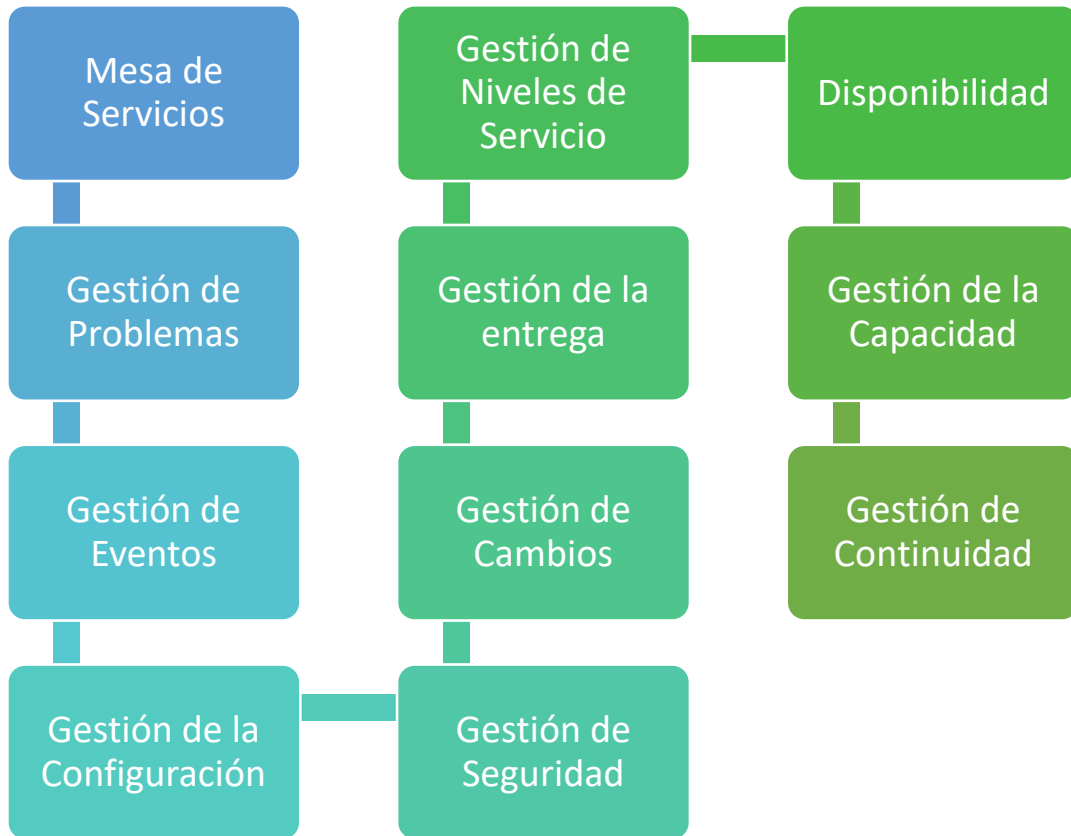 Mesa de
Servicios
Gestión de
Problemas
Gestión de
Eventos
Gestión de la
Configuración
Gestión de
Seguridad
Gestión de
Cambios
Gestión de la
entrega
Gestión de
Niveles de
Servicio
Disponibilidad
Gestión de la
Capacidad
Gestión de
Continuidad